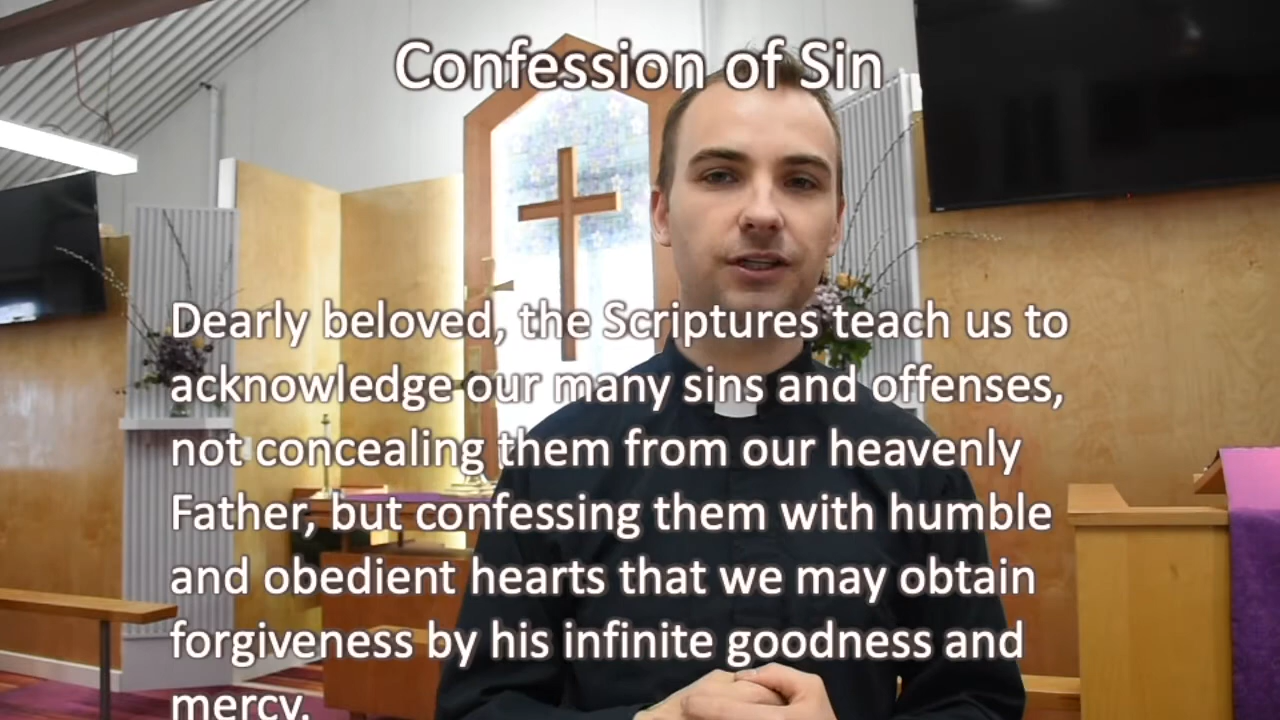 Confession of Sin
Dearly beloved, the Scriptures teach us to
acknowledge our many sins and offenses,
not concealing them from our heavenly
Father, but confessing them with humble
and obedient hearts that we may obtain
forgiveness by his infinite goodness and
mercy.